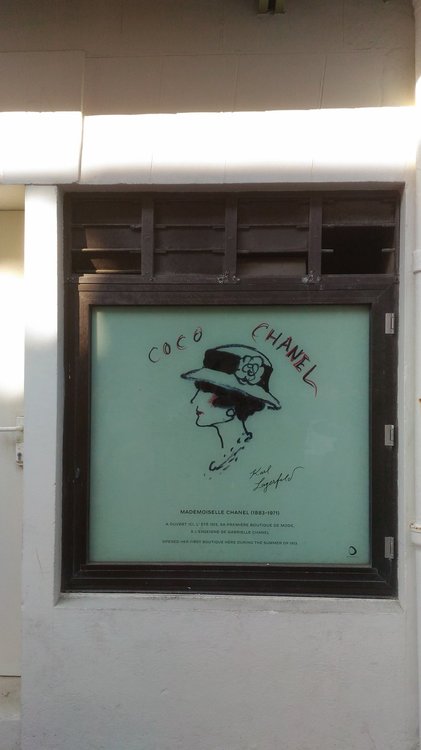 COCO CHANEL
Karl
Lagerfeld
MADEMOISELLE CHANEL (1883-1971)
A OUVERT ICI, L'ÉTÉ 1913, SA PREMIÈRE BOUTIQUE DE MODE,
À L'ENSEIGNE DE GABRIELLE CHANEL
OPENED HER FIRST BOUTIQUE HERE DURING THE SUMMER OF 1913